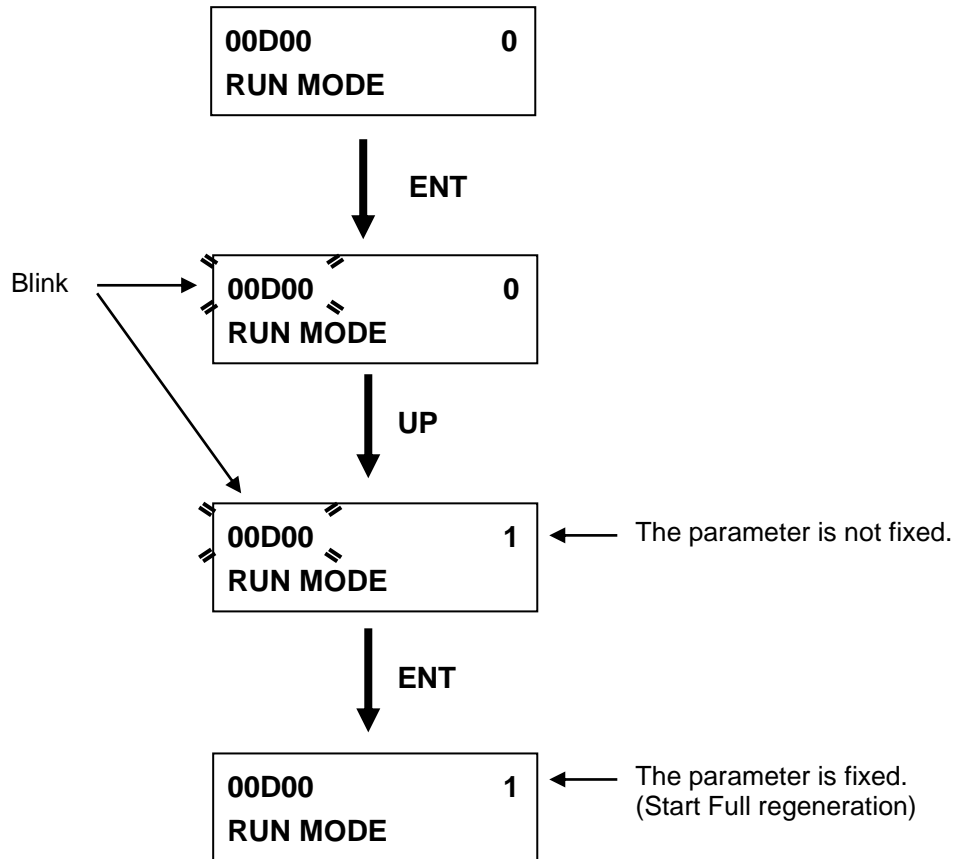 00D00 0
RUN MODE
ENT
Blink
00D00 0
RUN MODE
UP
00D00 1
RUN MODE
The parameter is not fixed.
ENT
00D00 1
RUN MODE
The parameter is fixed.
(Start Full regeneration)